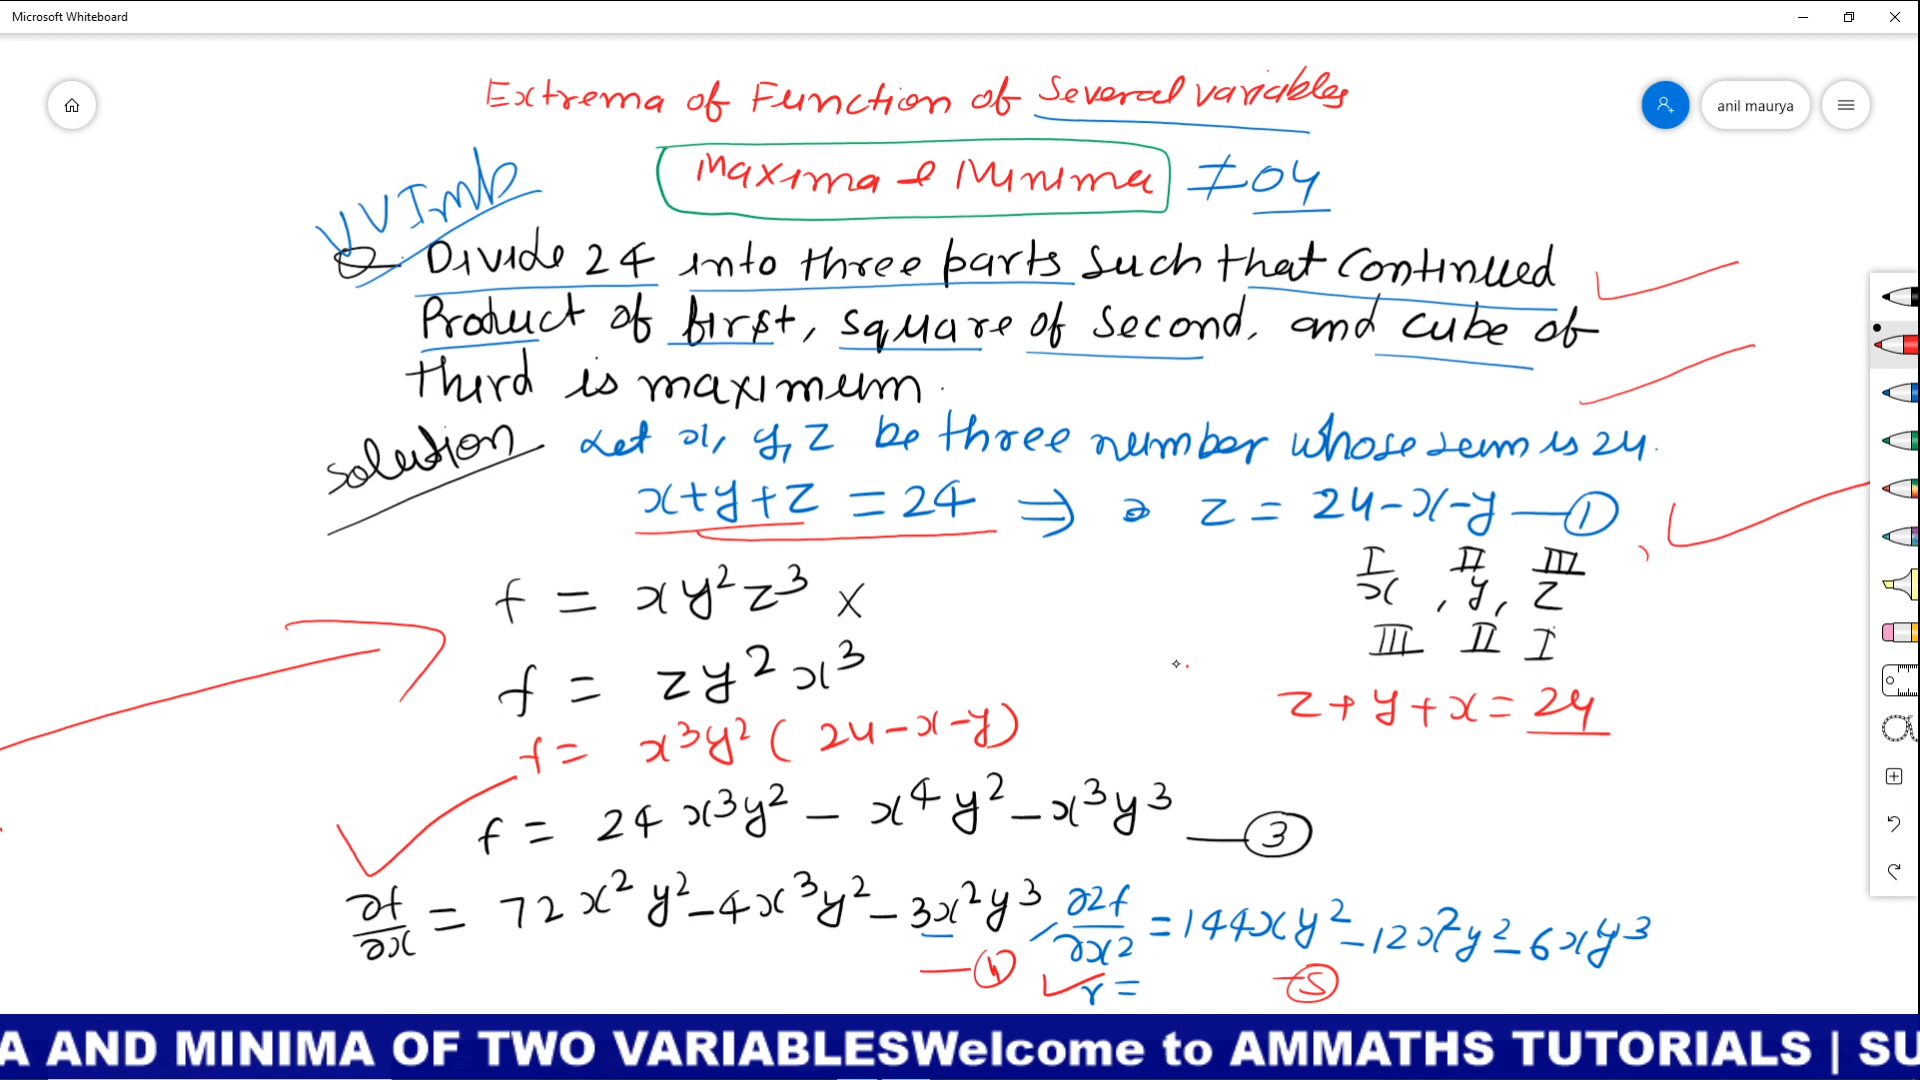 Microsoft Whiteboard
Extrema of Function of Several variables
Maxima & Minima ≠04
VVImp
anil maurya
Q Divide 24 into three parts such that continued
Product of first, square of second, and cube of
third is maximum.
Solution Let x, y, z be three number whose sum is 24.
x+y+z = 24 ⇒ z = 24-x-y —①
I II III
f = xy²z³ ×
x, y, z
III II I
f = zy²x³
z+y+x = 24
f = x³y² (24-x-y)
f = 24x³y² - x⁴y² - x³y³ —③
∂f/∂x = 72x²y² - 4x³y² - 3x²y³ —④
∂²f/∂x² = 144xy² - 12x²y² - 6xy³
r = —⑤
A AND MINIMA OF TWO VARIABLESWelcome to AMMATHS TUTORIALS | SU